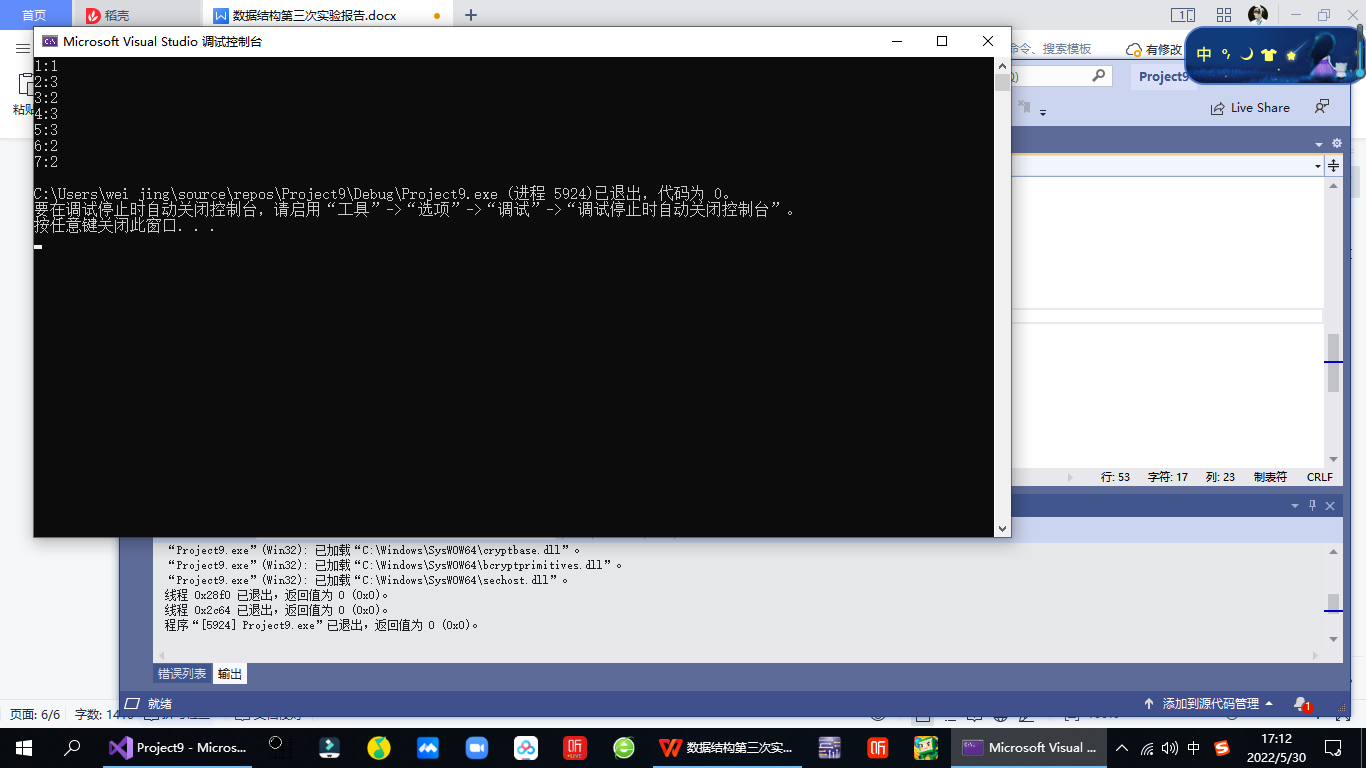 首页
稻壳
数据结构第三次实验报告.docx
Microsoft Visual Studio 调试控制台
命令、搜索模板
有修改
中
Project9
Live Share
1:1
2:3
3:2
4:3
5:3
6:2
7:2
C:\Users\wei jing\source\repos\Project9\Debug\Project9.exe (进程 5924)已退出，代码为 0。
要在调试停止时自动关闭控制台，请启用“工具”->“选项”->“调试”->“调试停止时自动关闭控制台”。
按任意键关闭此窗口. . .
行: 53 字符: 17 列: 23 制表符 CRLF
“Project9.exe”(Win32): 已加载“C:\Windows\SysWOW64\cryptbase.dll”。
“Project9.exe”(Win32): 已加载“C:\Windows\SysWOW64\bcryptprimitives.dll”。
“Project9.exe”(Win32): 已加载“C:\Windows\SysWOW64\sechost.dll”。
线程 0x28f0 已退出，返回值为 0 (0x0)。
线程 0x2c64 已退出，返回值为 0 (0x0)。
程序“[5924] Project9.exe”已退出，返回值为 0 (0x0)。
错误列表 输出
就绪
添加到源代码管理
1
页面: 6/6 字数:
Project9 - Micros...
数据结构第三次实...
Microsoft Visual ...
中
17:12
2022/5/30